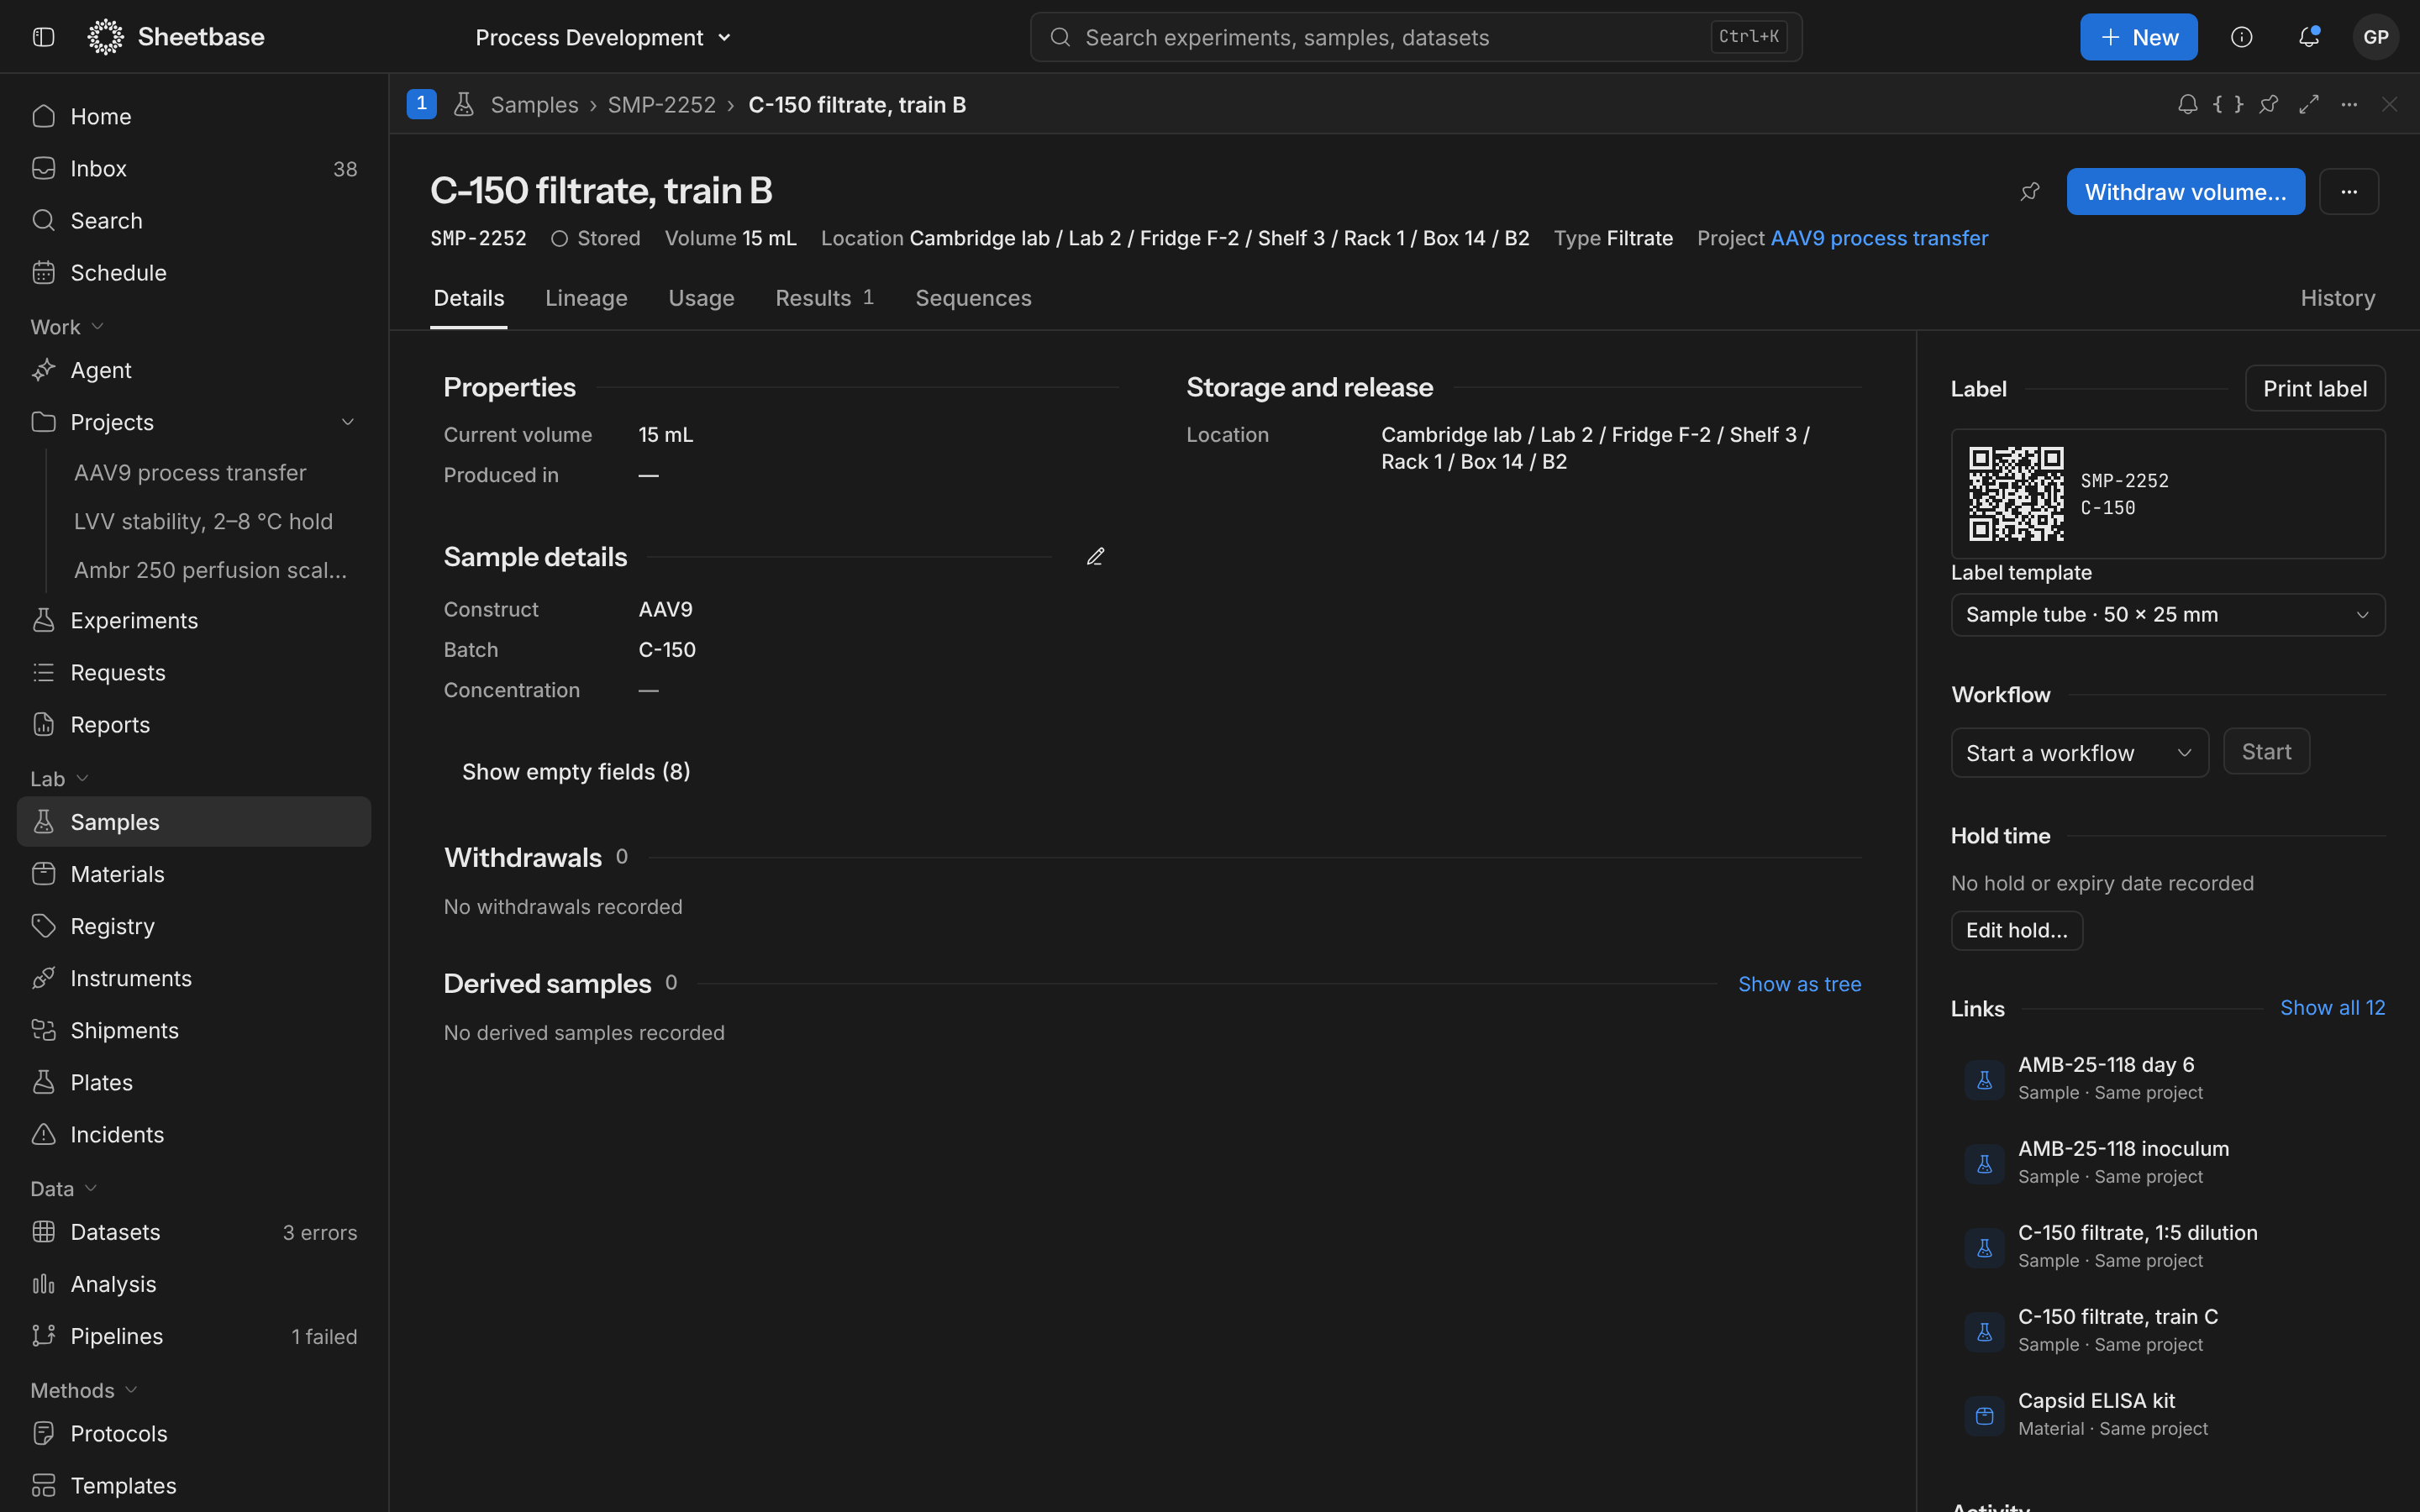 Sheetbase
Process Development
Search experiments, samples, datasets
Ctrl+K
New
GP
Home
Inbox 38
Search
Schedule
Work
Agent
Projects
AAV9 process transfer
LVV stability, 2–8 °C hold
Ambr 250 perfusion scal...
Experiments
Requests
Reports
Lab
Samples
Materials
Registry
Instruments
Shipments
Plates
Incidents
Data
Datasets 3 errors
Analysis
Pipelines 1 failed
Methods
Protocols
Templates
1 Samples › SMP-2252 › C-150 filtrate, train B
C-150 filtrate, train B
Withdraw volume...
SMP-2252 Stored Volume 15 mL Location Cambridge lab / Lab 2 / Fridge F-2 / Shelf 3 / Rack 1 / Box 14 / B2 Type Filtrate Project AAV9 process transfer
Details Lineage Usage Results 1 Sequences History
Properties
Current volume 15 mL
Produced in —
Storage and release
Location Cambridge lab / Lab 2 / Fridge F-2 / Shelf 3 /
Rack 1 / Box 14 / B2
Sample details
Construct AAV9
Batch C-150
Concentration —
Show empty fields (8)
Withdrawals 0
No withdrawals recorded
Derived samples 0 Show as tree
No derived samples recorded
Label Print label
SMP-2252
C-150
Label template
Sample tube · 50 × 25 mm
Workflow
Start a workflow Start
Hold time
No hold or expiry date recorded
Edit hold...
Links Show all 12
AMB-25-118 day 6
Sample · Same project
AMB-25-118 inoculum
Sample · Same project
C-150 filtrate, 1:5 dilution
Sample · Same project
C-150 filtrate, train C
Sample · Same project
Capsid ELISA kit
Material · Same project
Activity